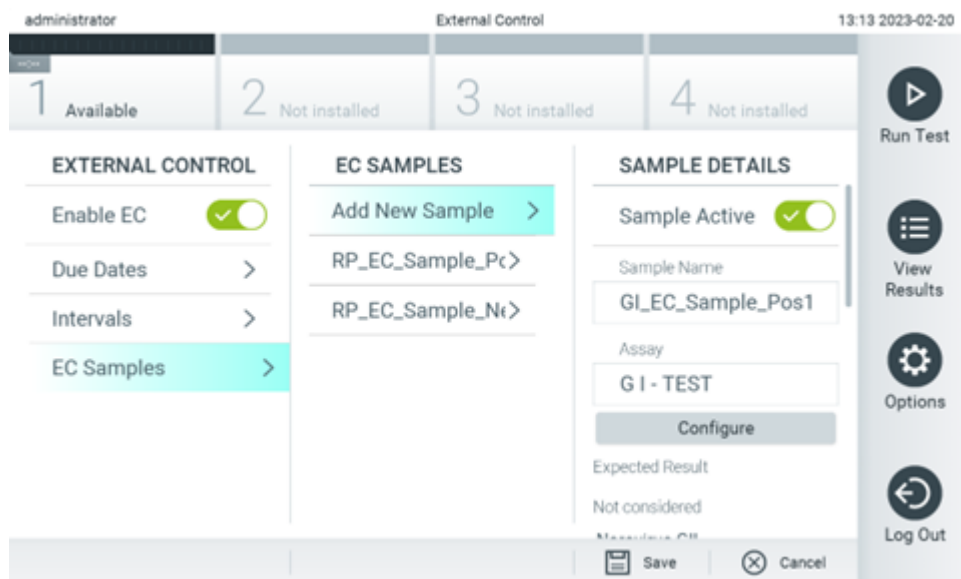 administrator
External Control
13:13 2023-02-20
1 Available
2 Not installed
3 Not installed
4 Not installed
EXTERNAL CONTROL
Enable EC
Due Dates
Intervals
EC Samples
EC SAMPLES
Add New Sample
RP_EC_Sample_Po
RP_EC_Sample_Ne
SAMPLE DETAILS
Sample Active
Sample Name
GI_EC_Sample_Pos1
Assay
G I - TEST
Configure
Expected Result
Not considered
Norovirus GII
Save
Cancel
Run Test
View
Results
Options
Log Out